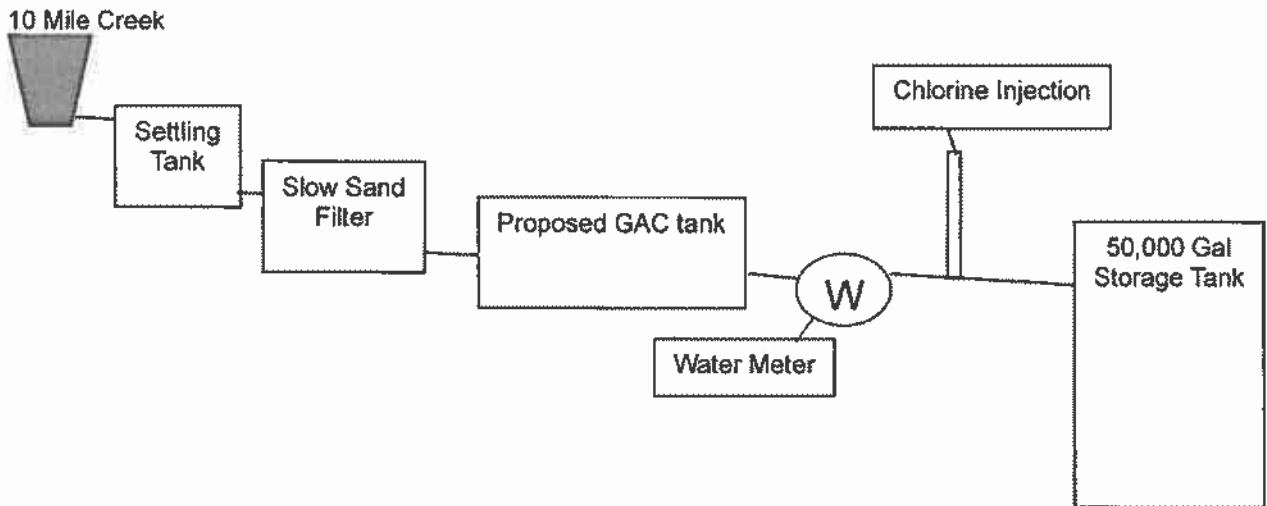 10 Mile Creek
Settling
Tank
Slow Sand
Filter
Proposed GAC tank
W
Water Meter
Chlorine Injection
50,000 Gal
Storage Tank